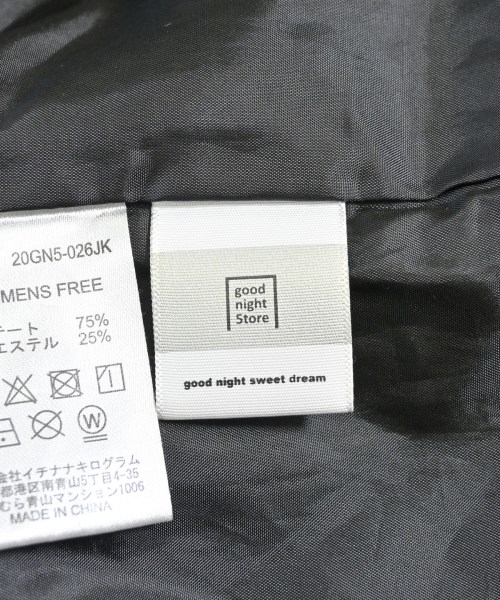 20GN5-026JK
MENS FREE
テート 75%
エステル 25%
W
会社イチナナキログラム
都港区南青山5丁目4-35
むら青山マンション1006
MADE IN CHINA
good
night
Store
good night sweet dream